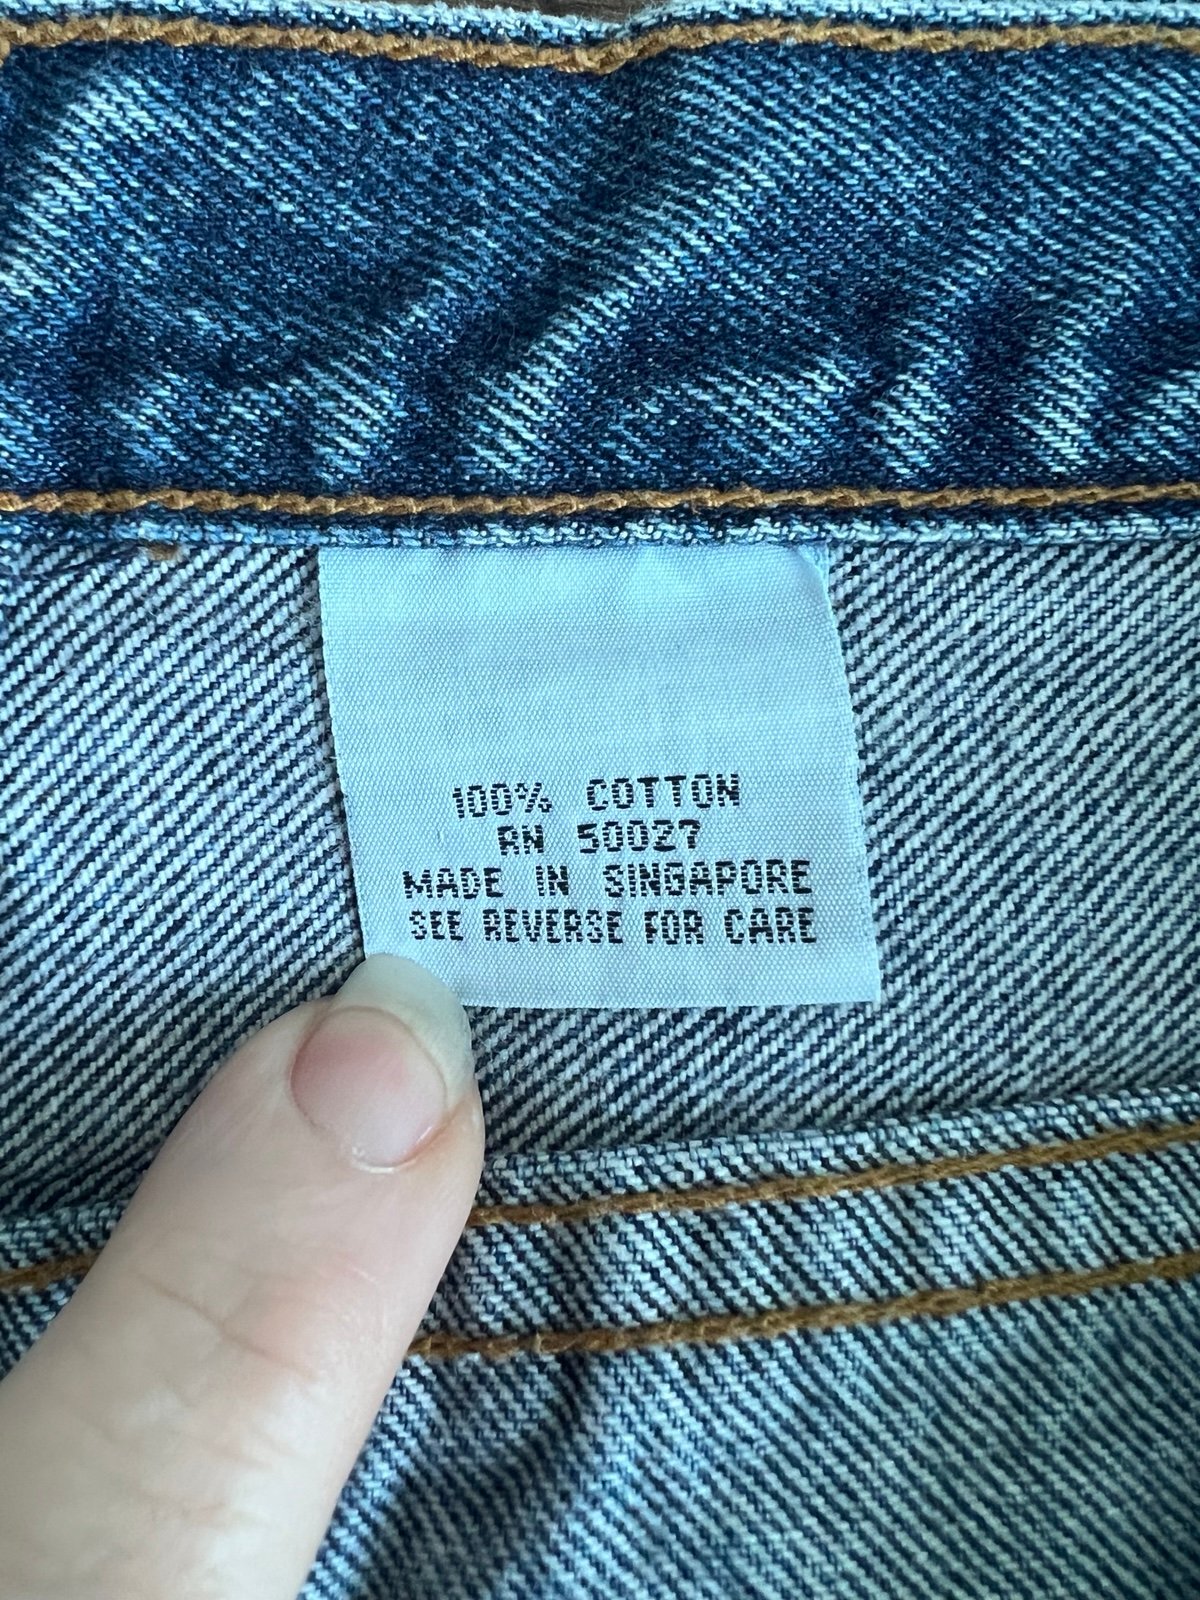 100% COTTON
RN 50027
MADE IN SINGAPORE
SEE REVERSE FOR CARE